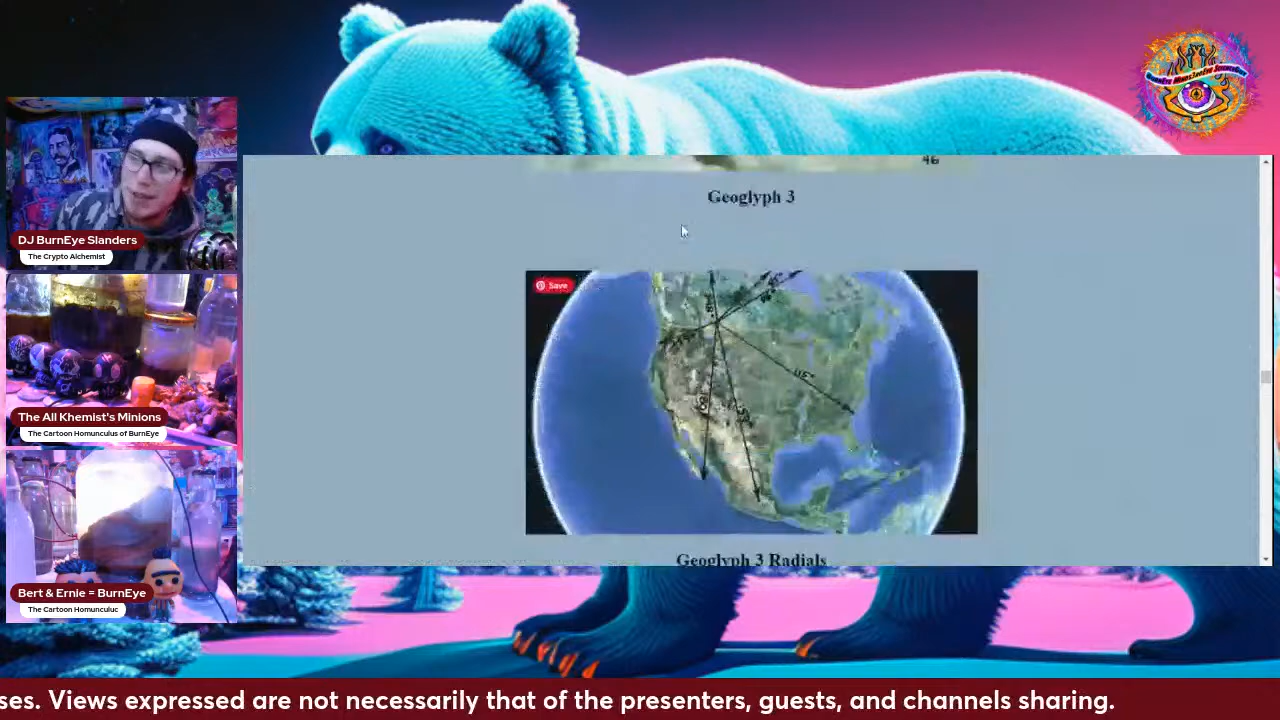 46
Geoglyph 3
Save
Geoglyph 3 Radials
DJ BurnEye Slanders
The Crypto Alchemist
The All Khemist's Minions
The Cartoon Homunculus of BurnEye
Bert & Ernie = BurnEye
The Cartoon Homunculuc
ses. Views expressed are not necessarily that of the presenters, guests, and channels sharing.